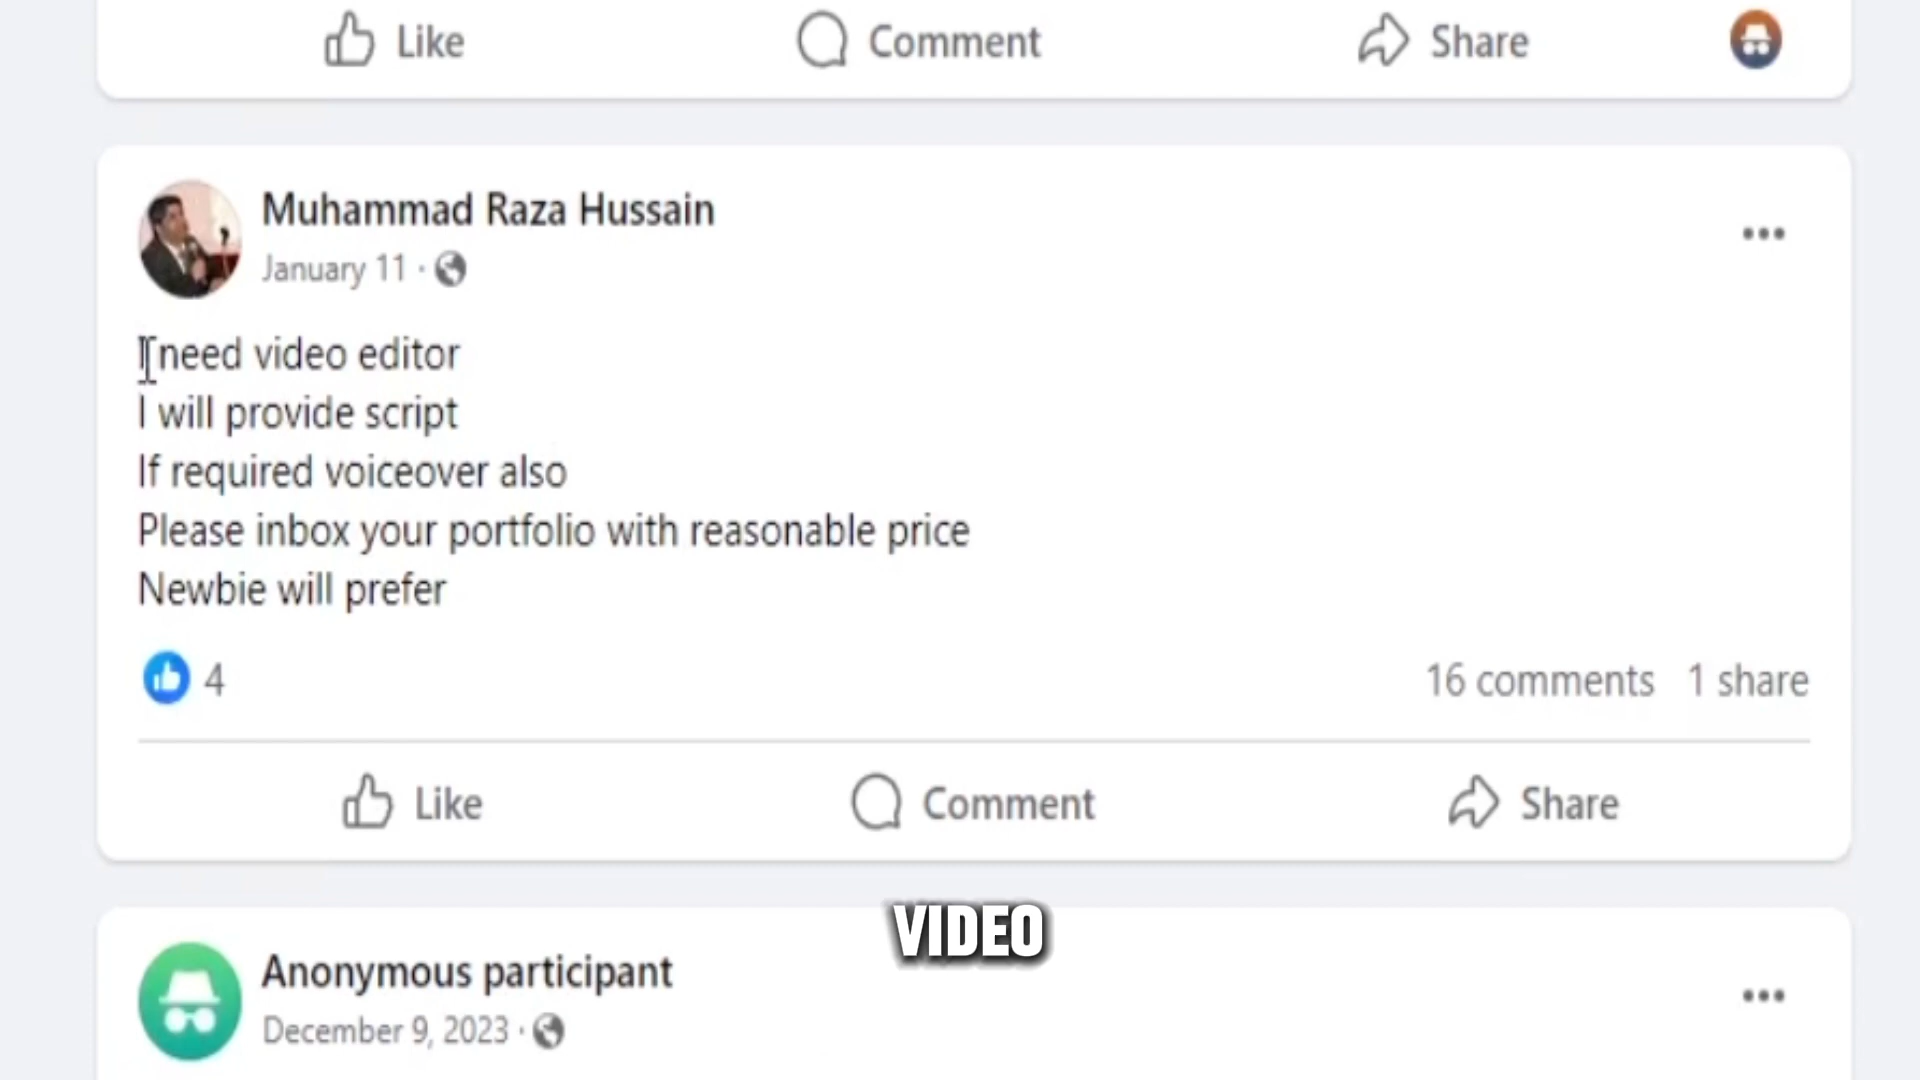 Like Comment Share
Muhammad Raza Hussain
January 11 ·
I need video editor
I will provide script
If required voiceover also
Please inbox your portfolio with reasonable price
Newbie will prefer
4 16 comments 1 share
Like Comment Share
VIDEO
Anonymous participant
December 9, 2023 ·